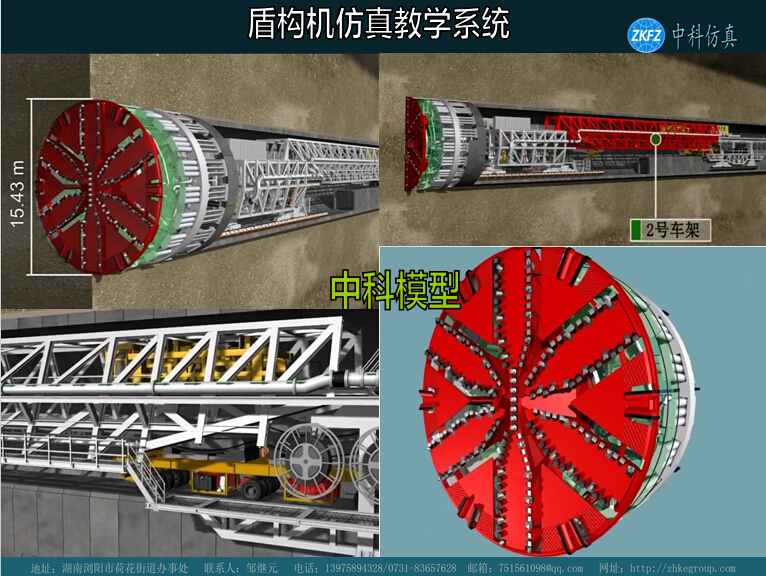 盾构机仿真教学系统
ZKFZ 中科仿真
15.43 m
2号车架
中科模型
地址：湖南浏阳市荷花街道办事处 联系人：邹继元 电话：13975894328/0731-83657628 邮箱：751561098@qq.com 网址：http://zhkegroup.com/